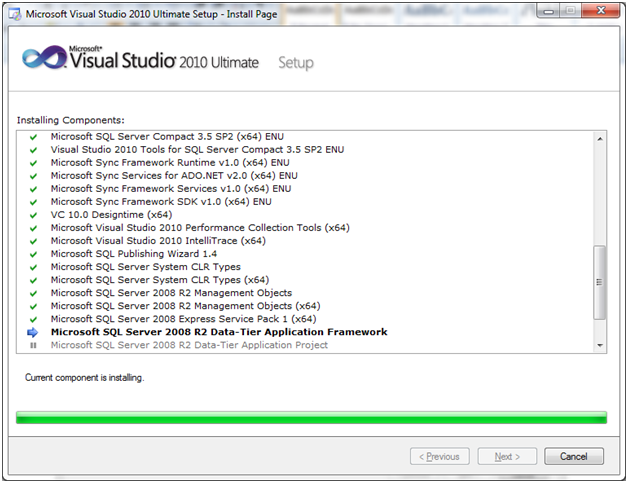 Microsoft Visual Studio 2010 Ultimate Setup - Install Page
Microsoft®
Visual Studio® 2010 Ultimate Setup
Installing Components:
Microsoft SQL Server Compact 3.5 SP2 (x64) ENU
Visual Studio 2010 Tools for SQL Server Compact 3.5 SP2 ENU
Microsoft Sync Framework Runtime v1.0 (x64) ENU
Microsoft Sync Services for ADO.NET v2.0 (x64) ENU
Microsoft Sync Framework Services v1.0 (x64) ENU
Microsoft Sync Framework SDK v1.0 (x64) ENU
VC 10.0 Designtime (x64)
Microsoft Visual Studio 2010 Performance Collection Tools (x64)
Microsoft Visual Studio 2010 IntelliTrace (x64)
Microsoft SQL Publishing Wizard 1.4
Microsoft SQL Server System CLR Types
Microsoft SQL Server System CLR Types (x64)
Microsoft SQL Server 2008 R2 Management Objects
Microsoft SQL Server 2008 R2 Management Objects (x64)
Microsoft SQL Server 2008 Express Service Pack 1 (x64)
Microsoft SQL Server 2008 R2 Data-Tier Application Framework
Microsoft SQL Server 2008 R2 Data-Tier Application Project
Current component is installing.
< Previous Next > Cancel